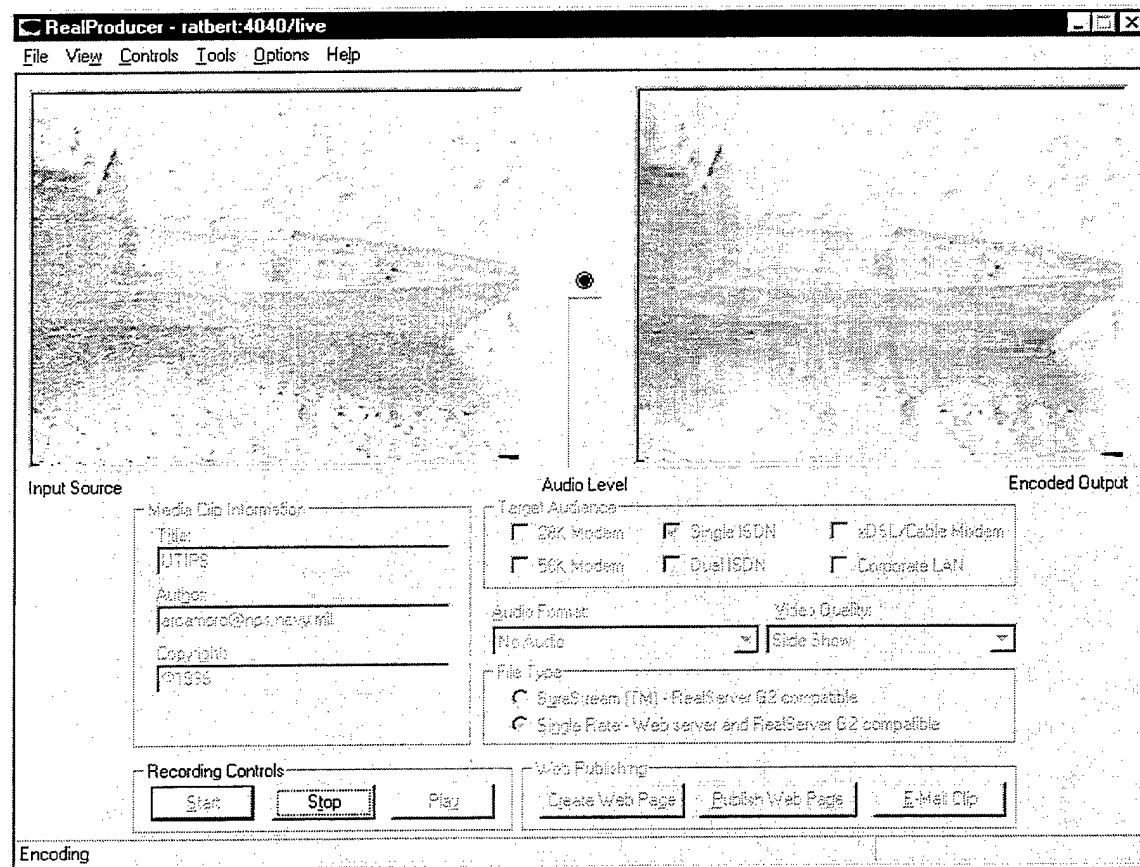 RealProducer - ratbert:4040/live
File View Controls Tools Options Help
Input Source
Audio Level
Encoded Output
Media Clip Information
Title:
UTIPS
Author:
arcamora@nps.navy.mil
Copyright:
Target Audience
28K Modem Single ISDN xDSL/Cable Modem
56K Modem Dual ISDN Corporate LAN
Audio Format: Video Quality:
No Audio Slide Show
File Type
SureStream (TM) - RealServer G2 compatible
Single Rate - Web server and RealServer G2 compatible
Recording Controls
Start Stop Play
Web Publishing
Create Web Page Publish Web Page E-Mail Clip
Encoding